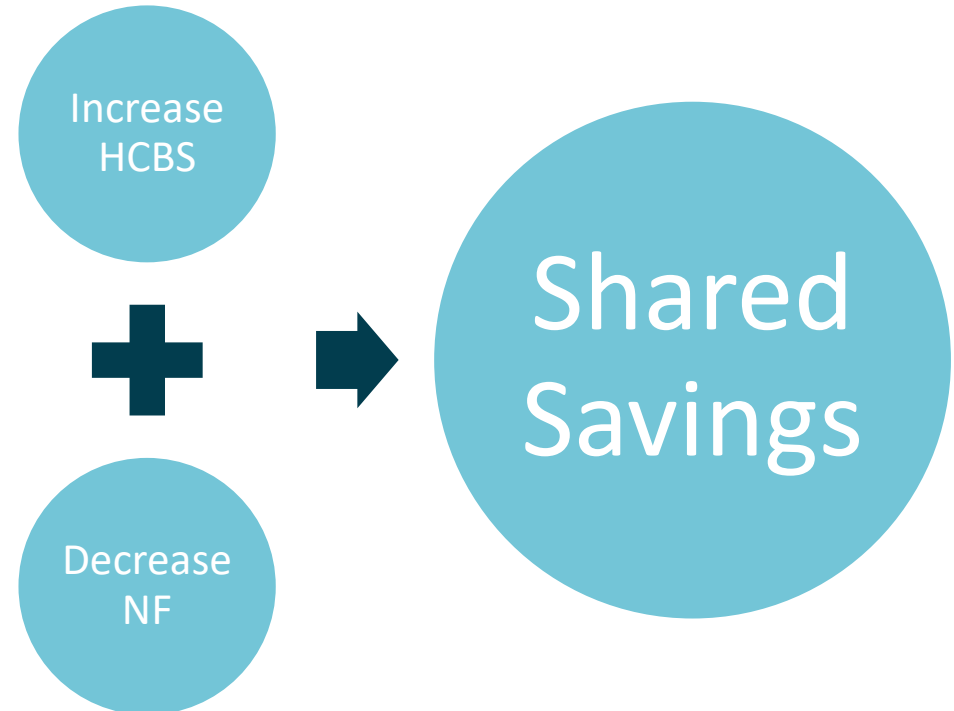 Increase
HCBS
Decrease
NF
Shared
Savings